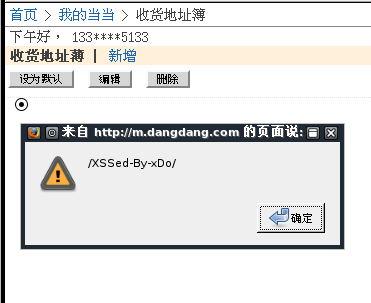 首页 > 我的当当 > 收货地址簿
下午好， 133****5133
收货地址薄 | 新增
设为默认 编辑 删除
来自 http://m.dangdang.com 的页面说:
/XSSed-By-xDo/
确定